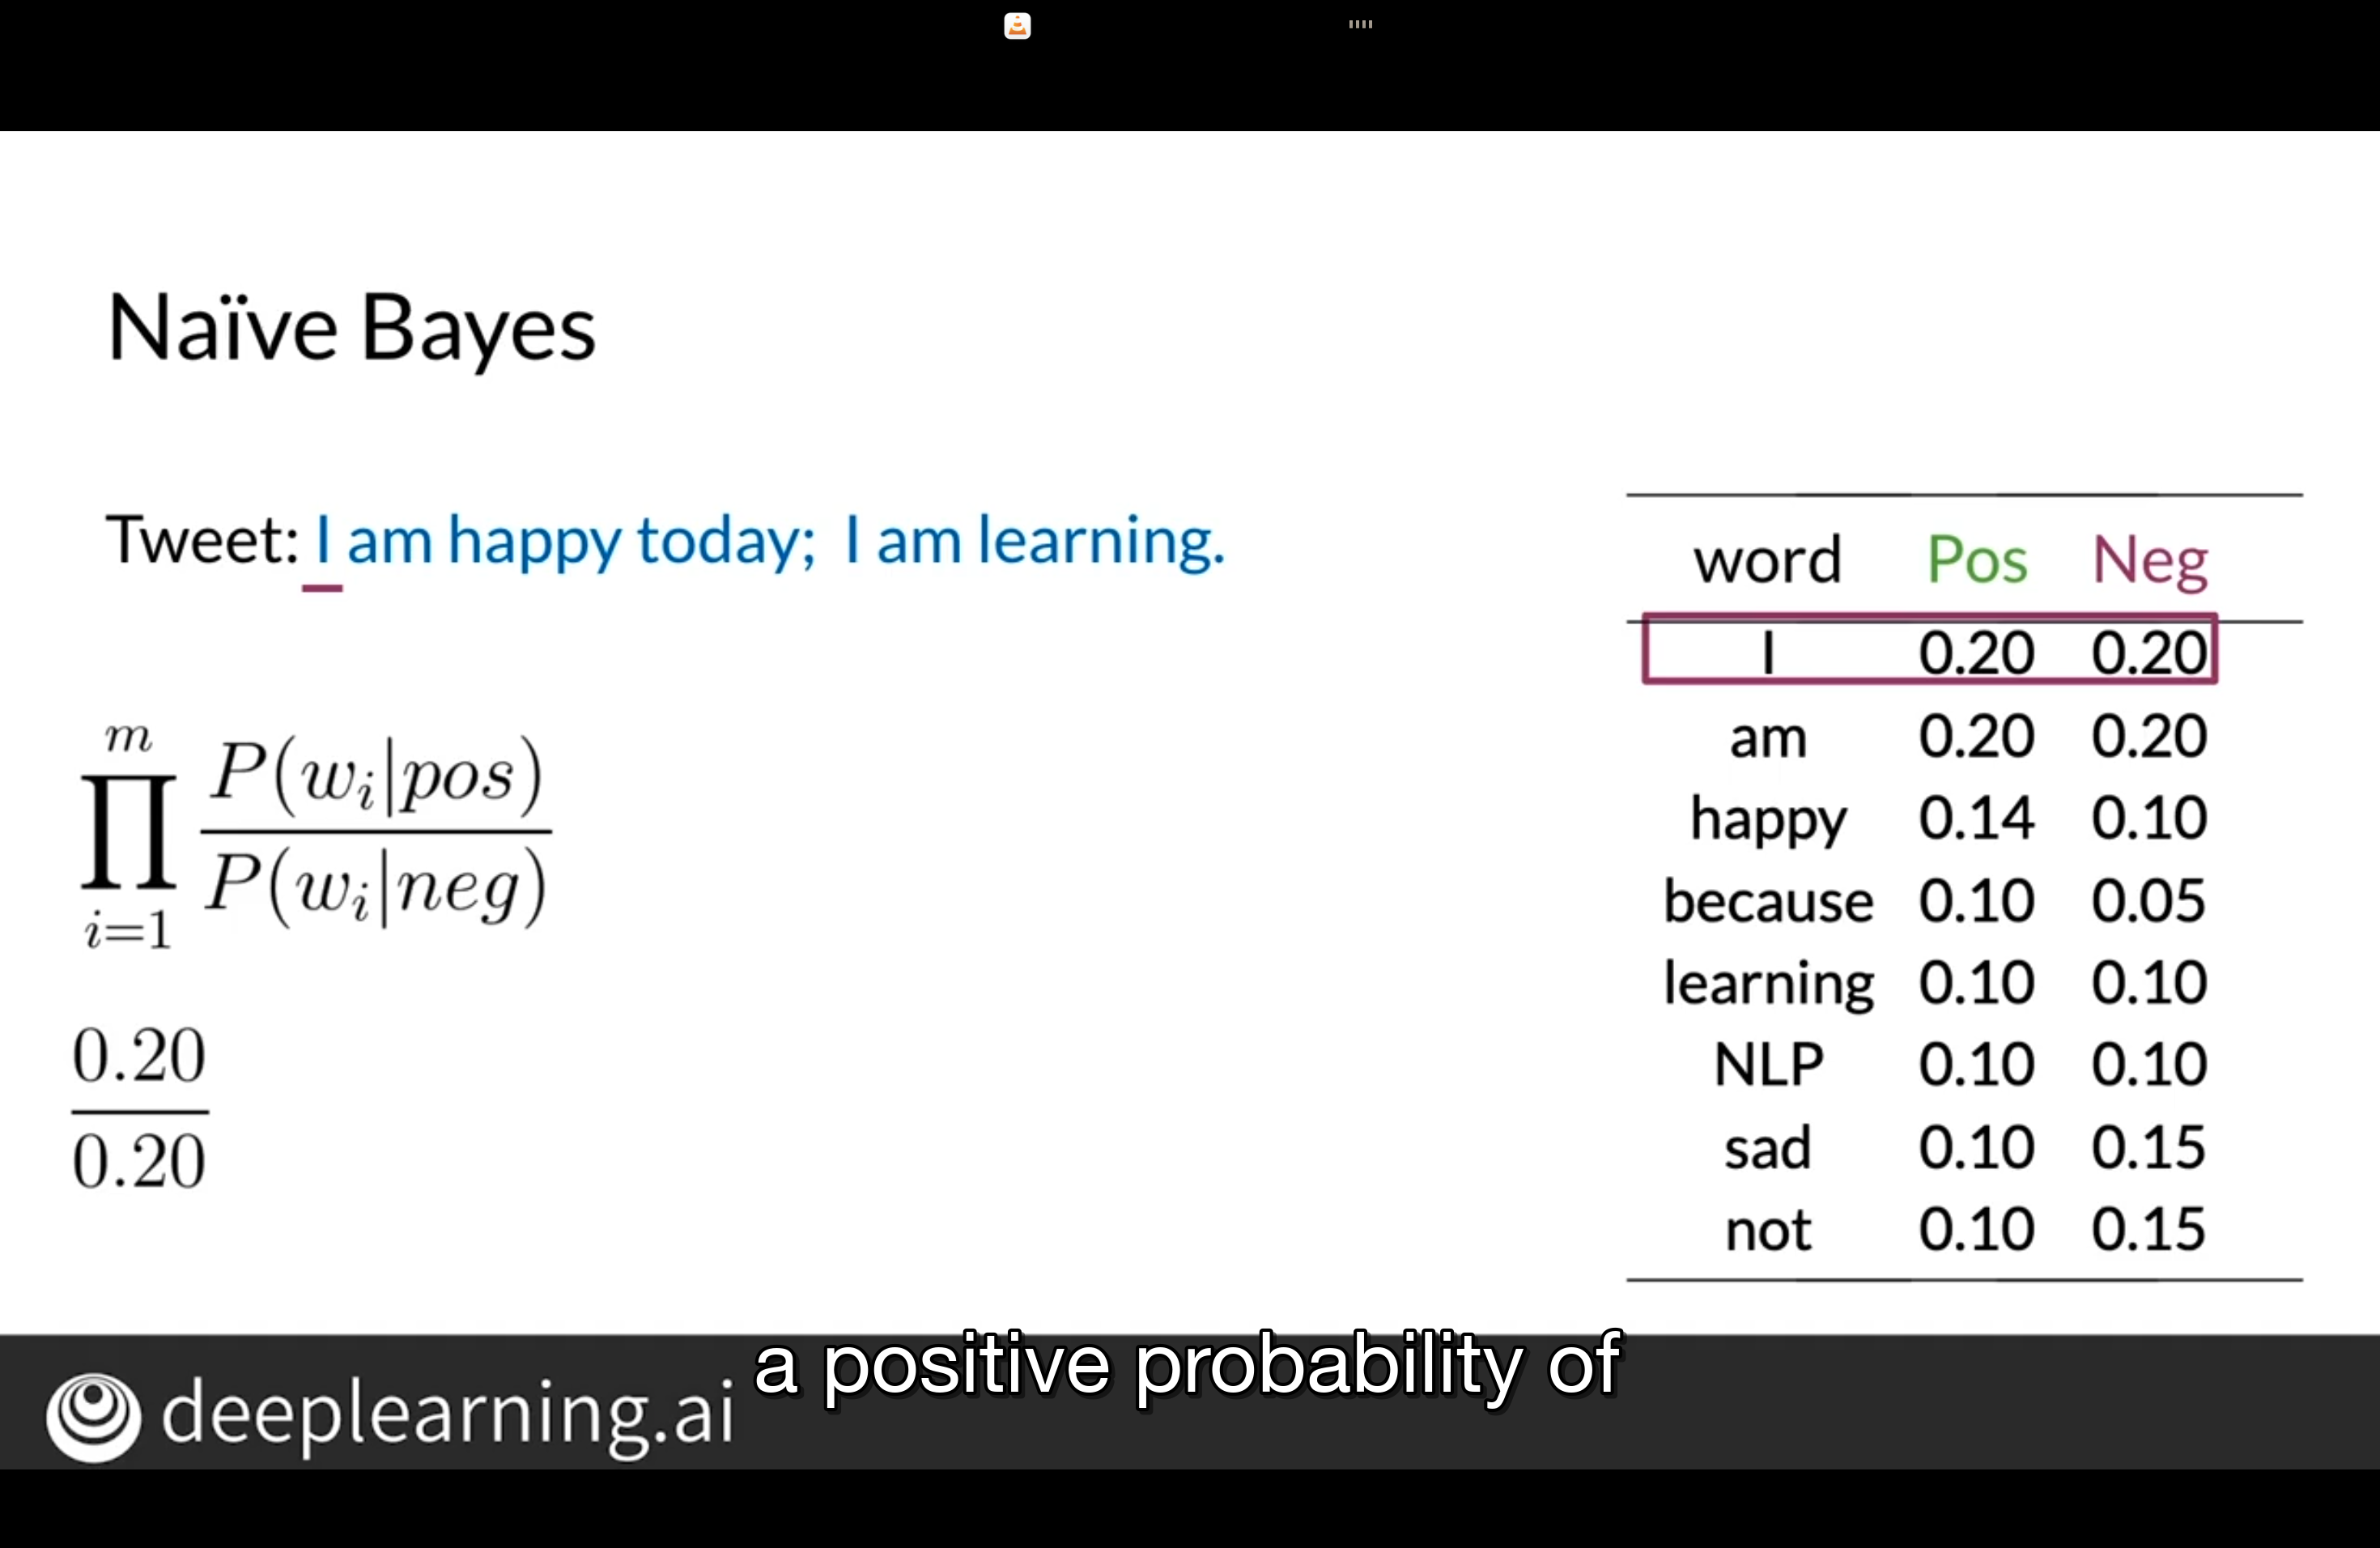 Naïve Bayes
Tweet: I am happy today; I am learning.
m
∏ P(wᵢ|pos)
P(wᵢ|neg)
i=1
0.20
0.20
word Pos Neg
I 0.20 0.20
am 0.20 0.20
happy 0.14 0.10
because 0.10 0.05
learning 0.10 0.10
NLP 0.10 0.10
sad 0.10 0.15
not 0.10 0.15
a positive probability of
deeplearning.ai